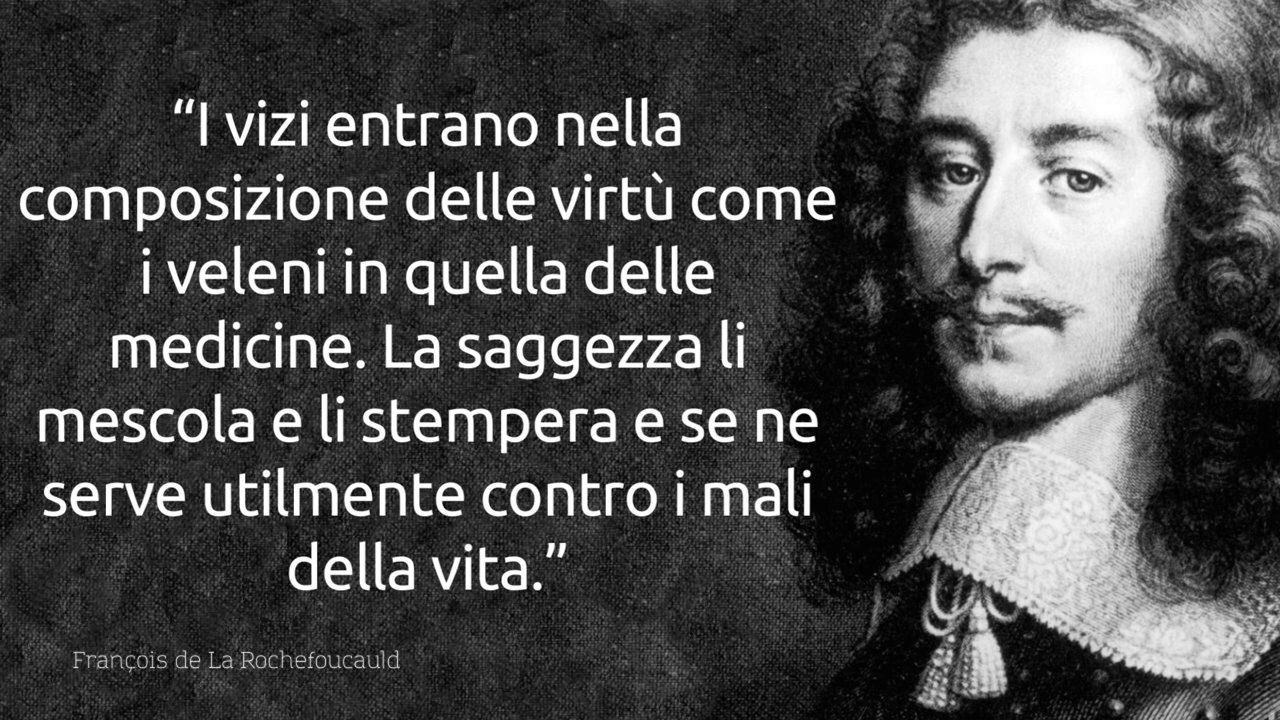 “I vizi entrano nella
composizione delle virtù come
i veleni in quella delle
medicine. La saggezza li
mescola e li stempera e se ne
serve utilmente contro i mali
della vita.”
François de La Rochefoucauld